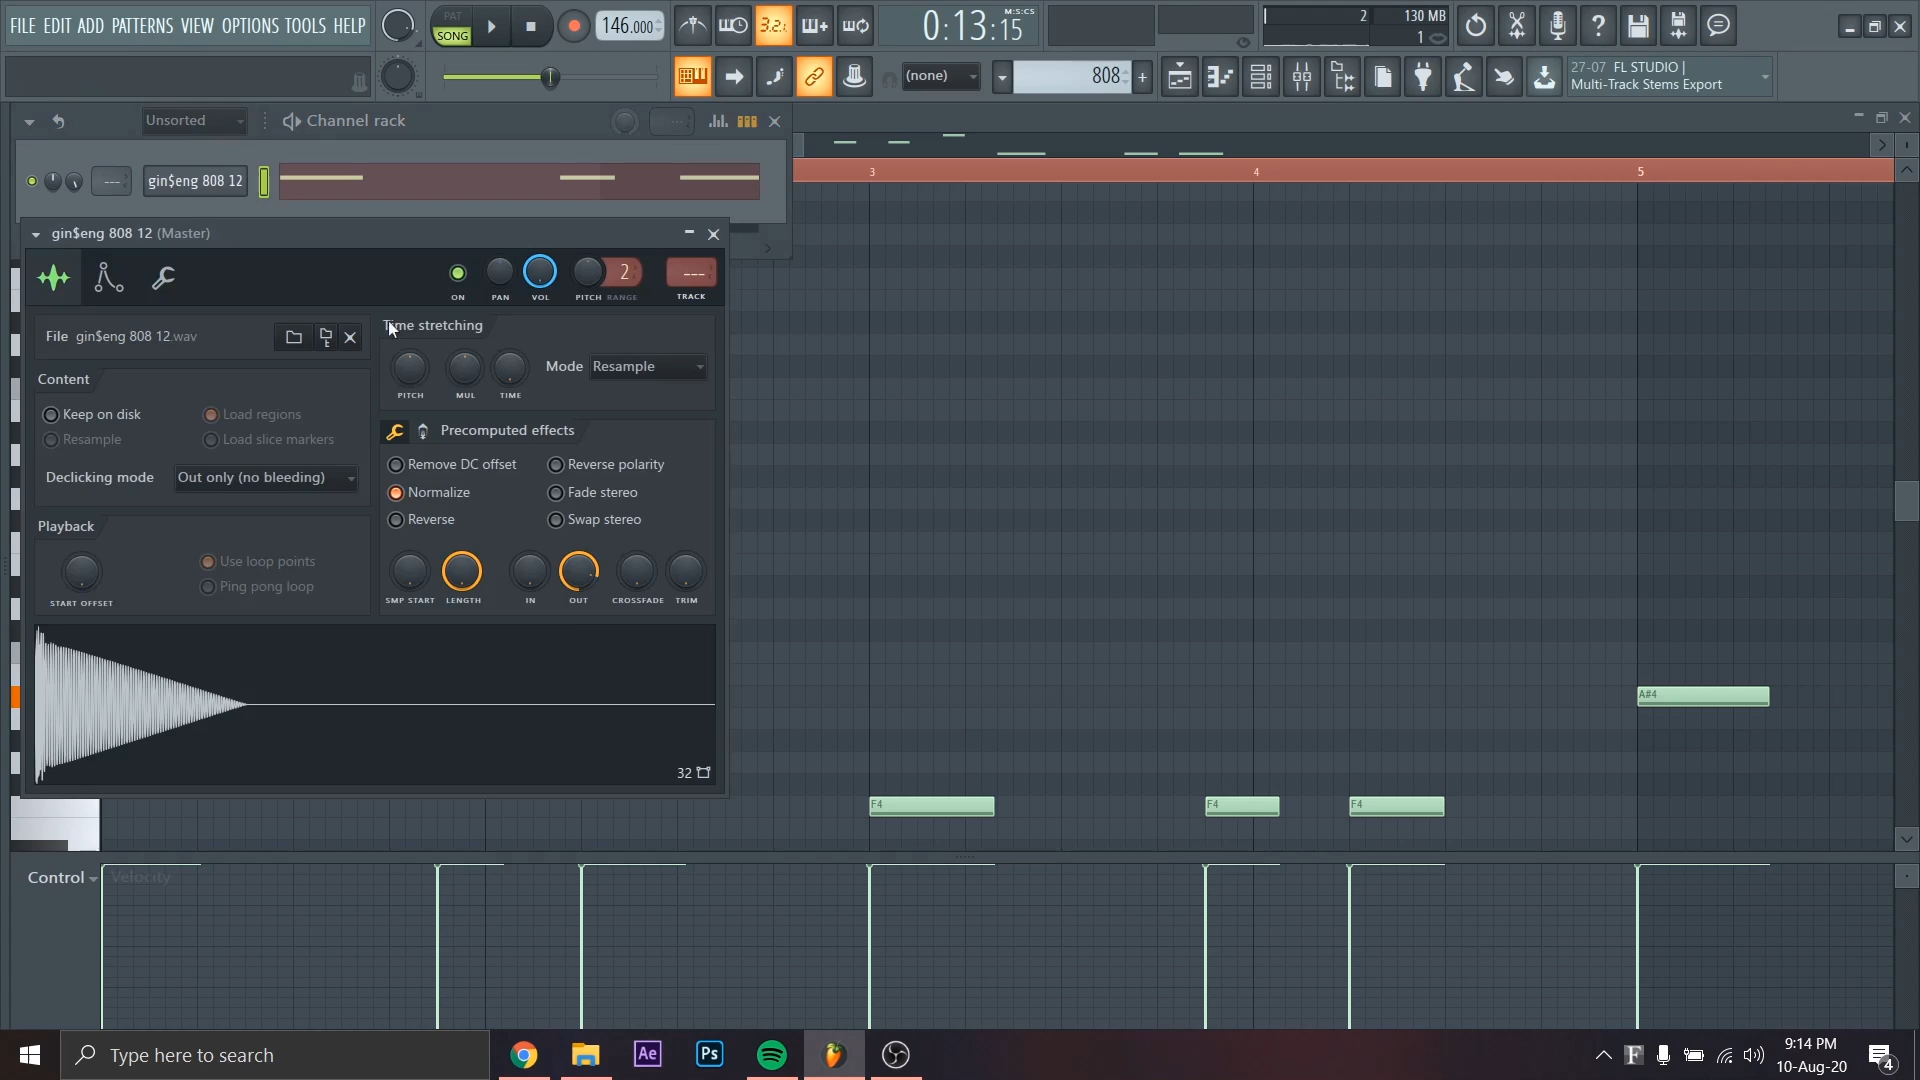 FILE EDIT ADD PATTERNS VIEW OPTIONS TOOLS HELP
PAT
SONG
146.000
3.2.
0:13:15
M:S:CS
2
130 MB
1
(none)
808
27-07 FL STUDIO |
Multi-Track Stems Export
Unsorted
Channel rack
---
gin$eng 808 12
3
4
5
gin$eng 808 12 (Master)
ON
PAN
VOL
PITCH
2
RANGE
---
TRACK
File gin$eng 808 12.wav
Time stretching
PITCH
MUL
TIME
Mode
Resample
Content
Keep on disk
Load regions
Resample
Load slice markers
Declicking mode
Out only (no bleeding)
Precomputed effects
Remove DC offset
Reverse polarity
Normalize
Fade stereo
Reverse
Swap stereo
Playback
START OFFSET
Use loop points
Ping pong loop
SMP START
LENGTH
IN
OUT
CROSSFADE
TRIM
32
A#4
F4
F4
F4
Control
Velocity
Type here to search
Ae
Ps
9:14 PM
10-Aug-20
4